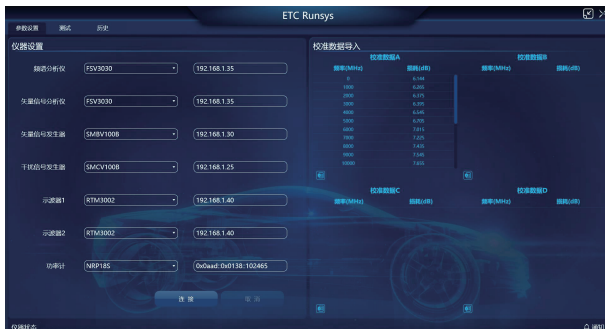 ETC Runsys
参数设置 测试 历史
仪器设置
频谱分析仪 FSV3030 192.168.1.35
矢量信号分析仪 FSV3030 192.168.1.35
矢量信号发生器 SMBV100B 192.168.1.30
干扰信号发生器 SMCV100B 192.168.1.25
示波器1 RTM3002 192.168.1.40
示波器2 RTM3002 192.168.1.40
功率计 NRP18S 0x0aad::0x0138::102465
连 接 取 消
仪器状态
校准数据导入
校准数据A
频率(MHz) 损耗(dB)
0 6.144
1000 6.265
2000 6.375
3000 6.395
4000 6.545
5000 6.705
6000 7.015
7000 7.225
8000 7.435
9000 7.545
10000 7.655
校准数据B
频率(MHz) 损耗(dB)
校准数据C
频率(MHz) 损耗(dB)
校准数据D
频率(MHz) 损耗(dB)
通知